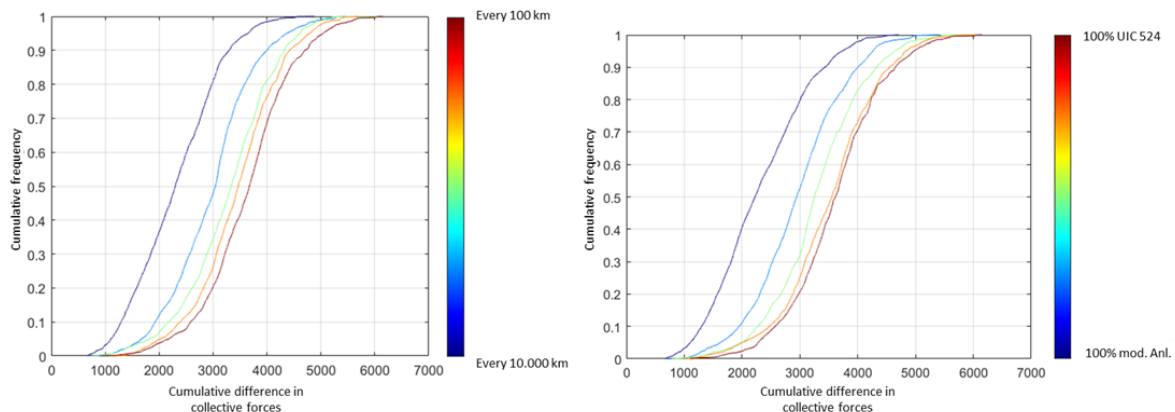 1
0.9
0.8
0.7
0.6
0.5
0.4
0.3
0.2
0.1
0
Cumulative frequency
0 1000 2000 3000 4000 5000 6000 7000
Cumulative difference in
collective forces
Every 100 km
Every 10.000 km
1
0.9
0.8
0.7
0.6
0.5
0.4
0.3
0.2
0.1
0
Cumulative frequency
0 1000 2000 3000 4000 5000 6000 7000
Cumulative difference in
collective forces
100% UIC 524
100% mod. Anl.